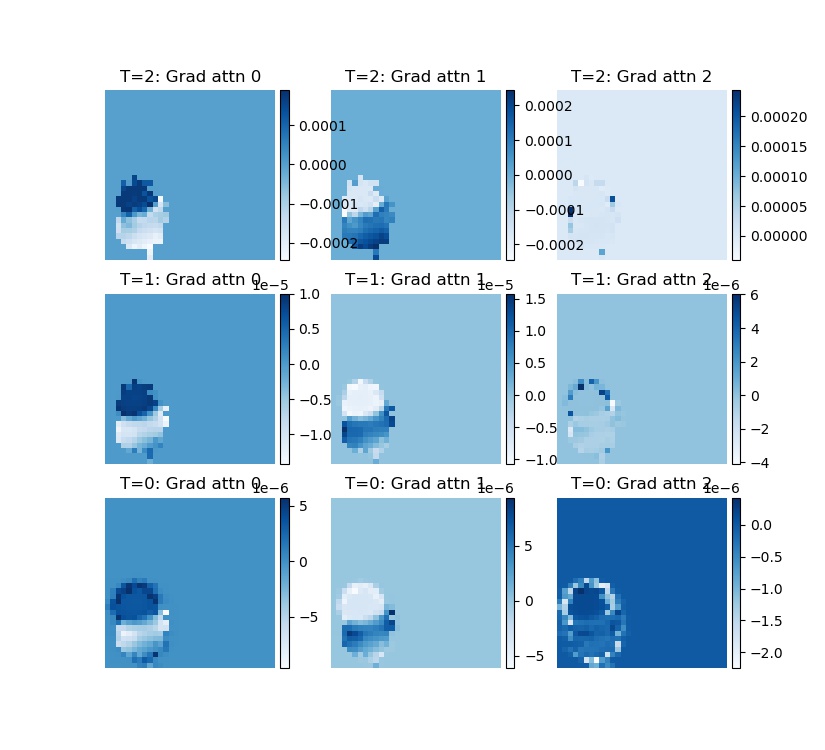 T=2: Grad attn 0
T=2: Grad attn 1
T=2: Grad attn 2
0.0001
0.0000
−0.0001
−0.0002
0.0002
0.0001
0.0000
−0.0001
−0.0002
0.00020
0.00015
0.00010
0.00005
0.00000
T=1: Grad attn 0
T=1: Grad attn 1
T=1: Grad attn 2
1e−5
1.0
0.5
0.0
−0.5
−1.0
1e−5
1.5
1.0
0.5
0.0
−0.5
−1.0
1e−6
6
4
2
0
−2
−4
T=0: Grad attn 0
T=0: Grad attn 1
T=0: Grad attn 2
1e−6
5
0
−5
1e−6
5
0
−5
1e−6
0.0
−0.5
−1.0
−1.5
−2.0